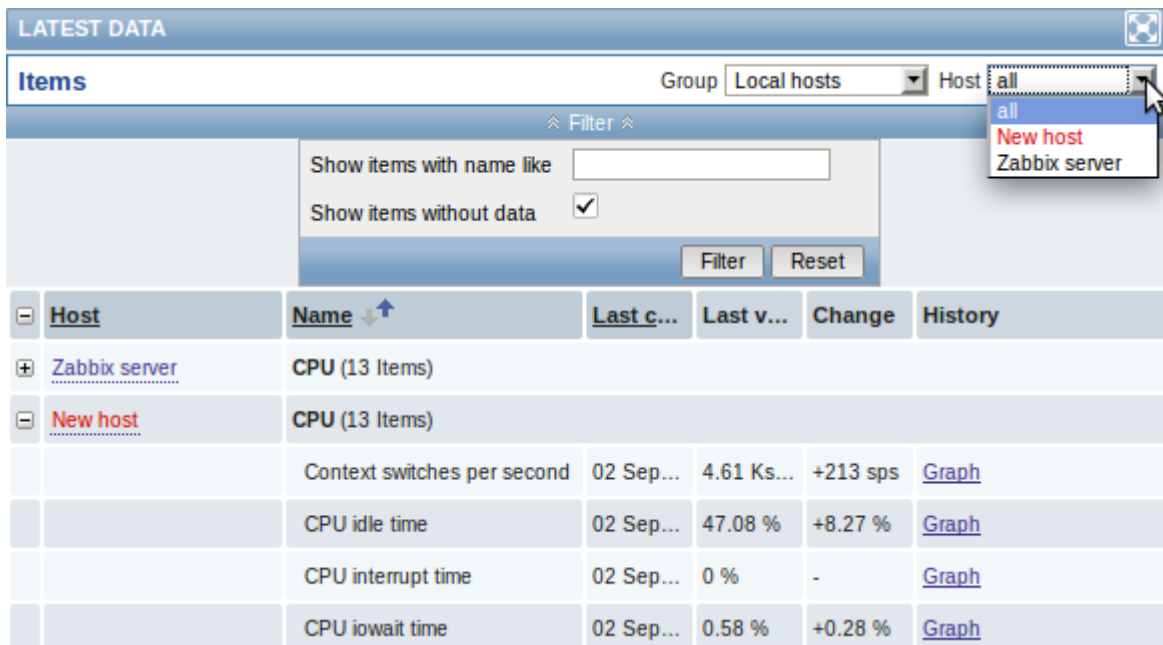 LATEST DATA
Items Group Local hosts Host all
all
New host
Zabbix server
Filter
Show items with name like
Show items without data
Filter Reset
Host Name Last c... Last v... Change History
Zabbix server CPU (13 Items)
New host CPU (13 Items)
Context switches per second 02 Sep... 4.61 Ks... +213 sps Graph
CPU idle time 02 Sep... 47.08 % +8.27 % Graph
CPU interrupt time 02 Sep... 0 % - Graph
CPU iowait time 02 Sep... 0.58 % +0.28 % Graph